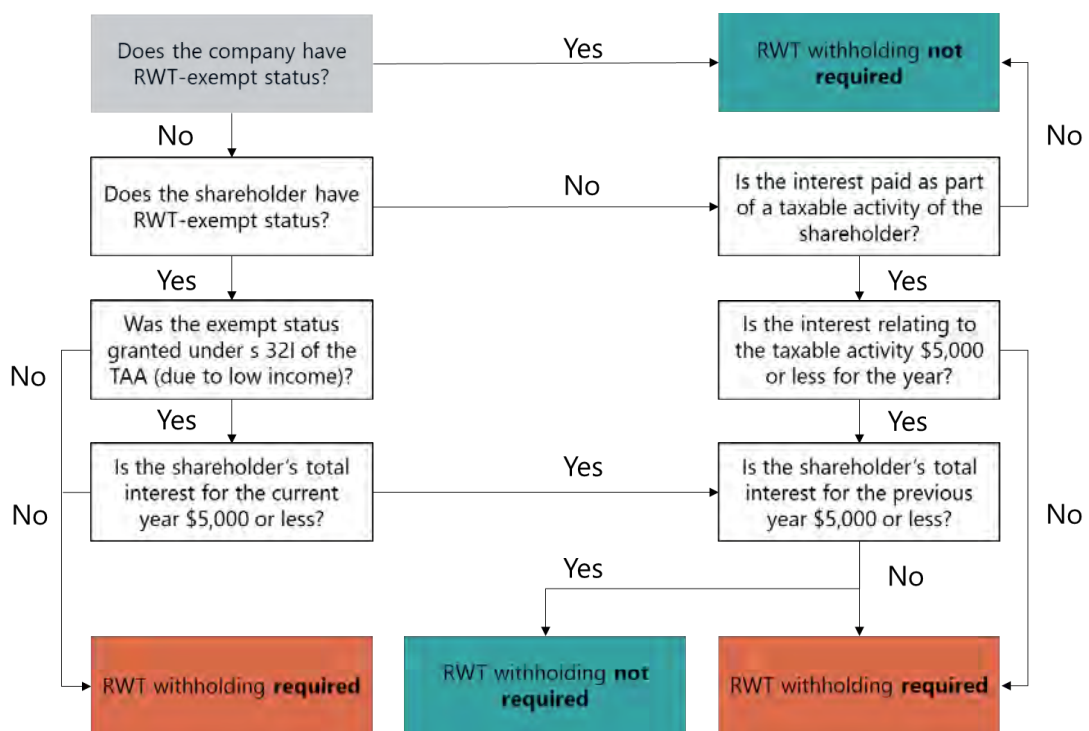 Does the company have
RWT-exempt status?
Yes
RWT withholding not
required
No
No
Does the shareholder have
RWT-exempt status?
No
Is the interest paid as part
of a taxable activity of the
shareholder?
Yes
Yes
Was the exempt status
granted under s 32I of the
TAA (due to low income)?
Is the interest relating to
the taxable activity $5,000
or less for the year?
No
Yes
Yes
Is the shareholder's total
interest for the current
year $5,000 or less?
Yes
Is the shareholder's total
interest for the previous
year $5,000 or less?
No
No
Yes
No
RWT withholding required
RWT withholding not
required
RWT withholding required